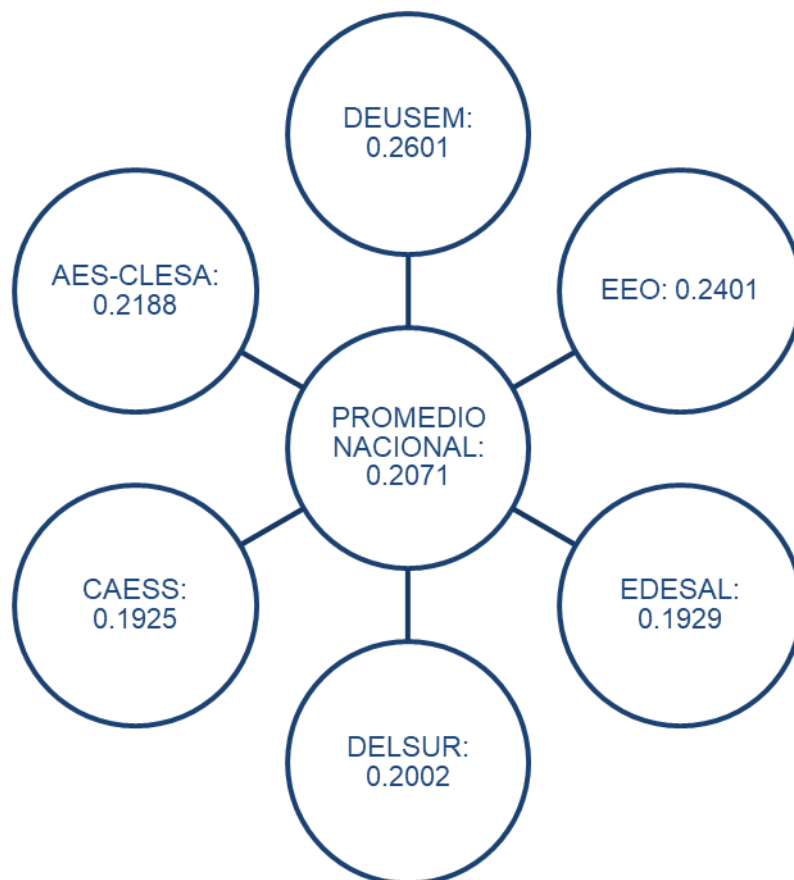 DEUSEM:
0.2601
AES-CLESA:
0.2188
EEO: 0.2401
PROMEDIO
NACIONAL:
0.2071
CAESS:
0.1925
EDESAL:
0.1929
DELSUR:
0.2002